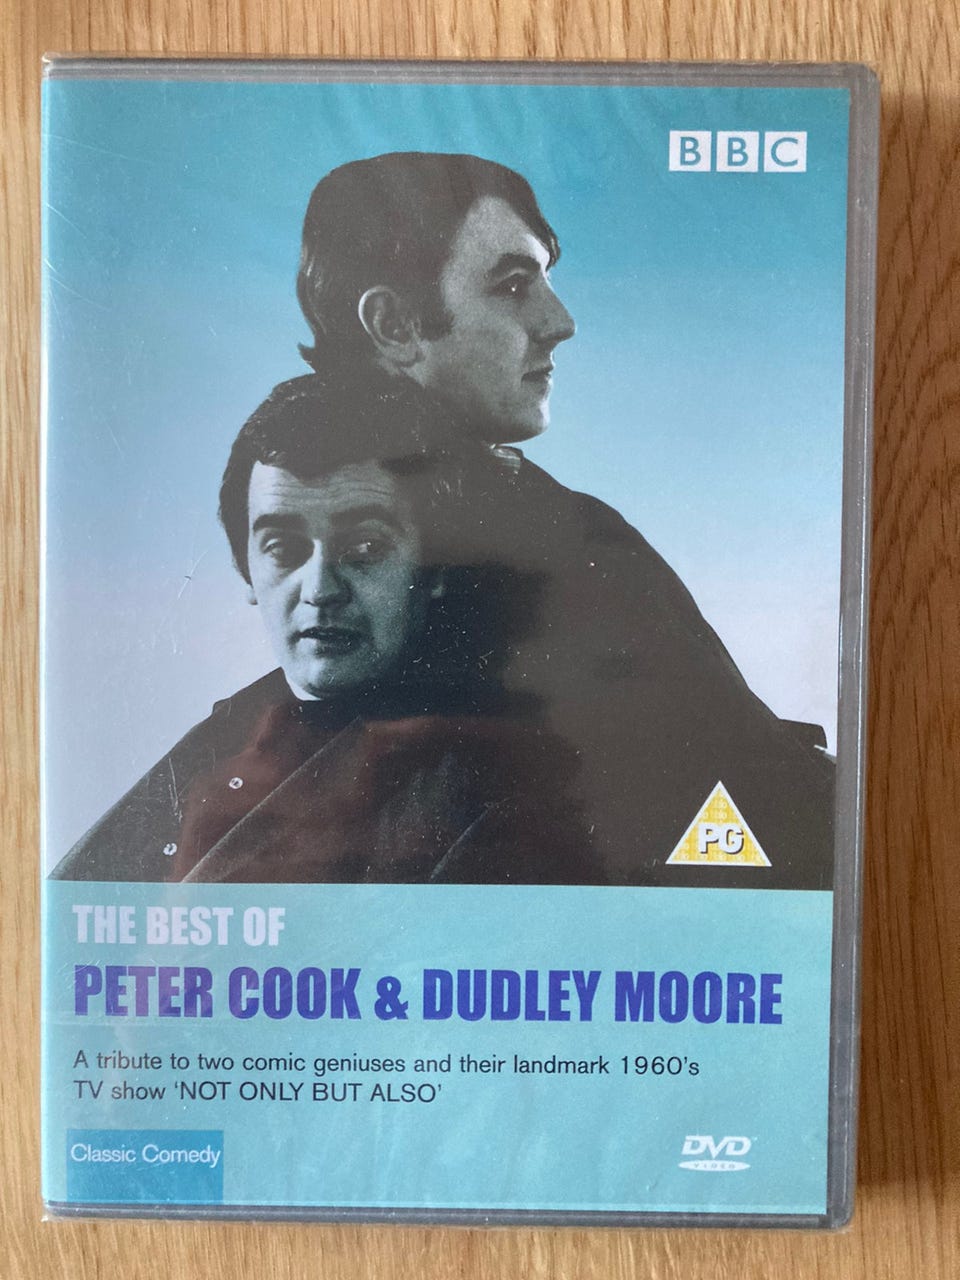 BBC
PG
THE BEST OF
PETER COOK & DUDLEY MOORE
A tribute to two comic geniuses and their landmark 1960's
TV show 'NOT ONLY BUT ALSO'
Classic Comedy
DVD
VIDEO